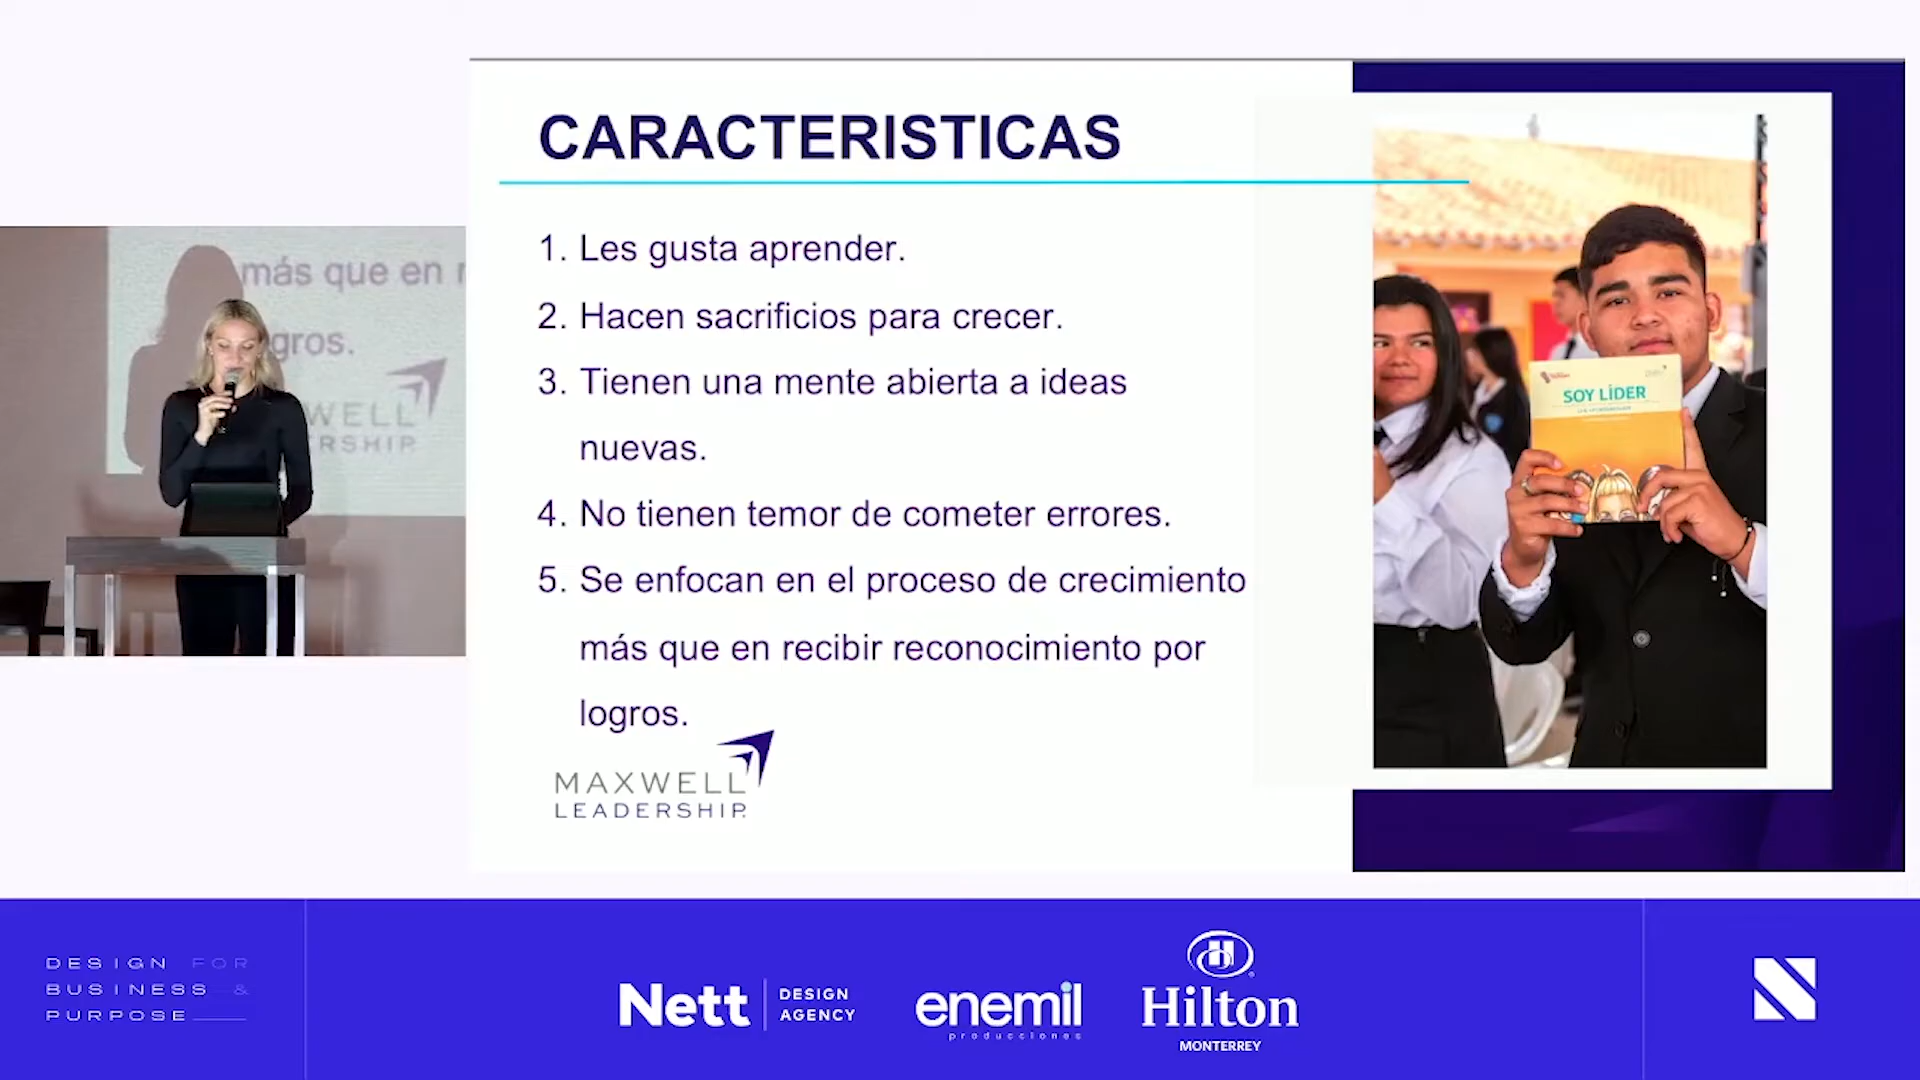 CARACTERISTICAS
1. Les gusta aprender.
2. Hacen sacrificios para crecer.
3. Tienen una mente abierta a ideas
nuevas.
4. No tienen temor de cometer errores.
5. Se enfocan en el proceso de crecimiento
más que en recibir reconocimiento por
logros.
MAXWELL
LEADERSHIP
más que en r
gros.
WELL
RSHIP
SOY LÍDER
DESIGN FOR
BUSINESS &
PURPOSE
Nett
DESIGN
AGENCY
enemil
producciones
H
Hilton
MONTERREY
N